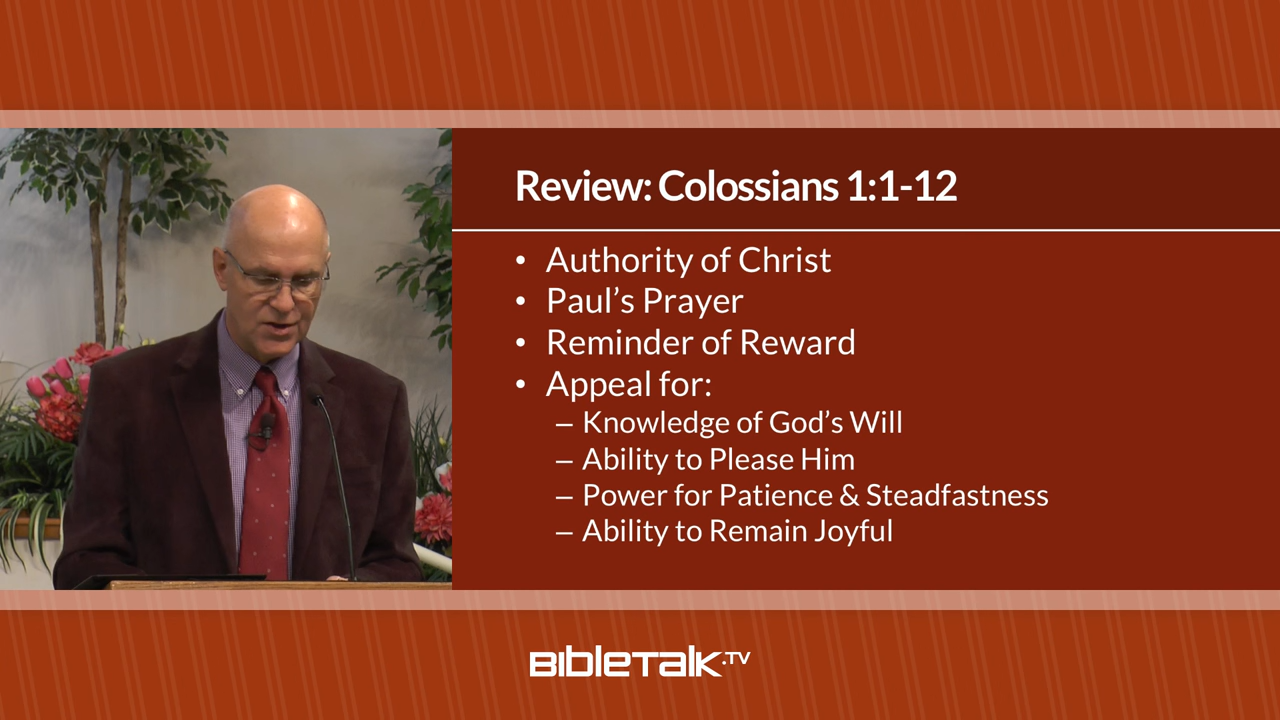 Review: Colossians 1:1-12
• Authority of Christ
• Paul’s Prayer
• Reminder of Reward
• Appeal for:
– Knowledge of God’s Will
– Ability to Please Him
– Power for Patience & Steadfastness
– Ability to Remain Joyful
BibleTalk.TV